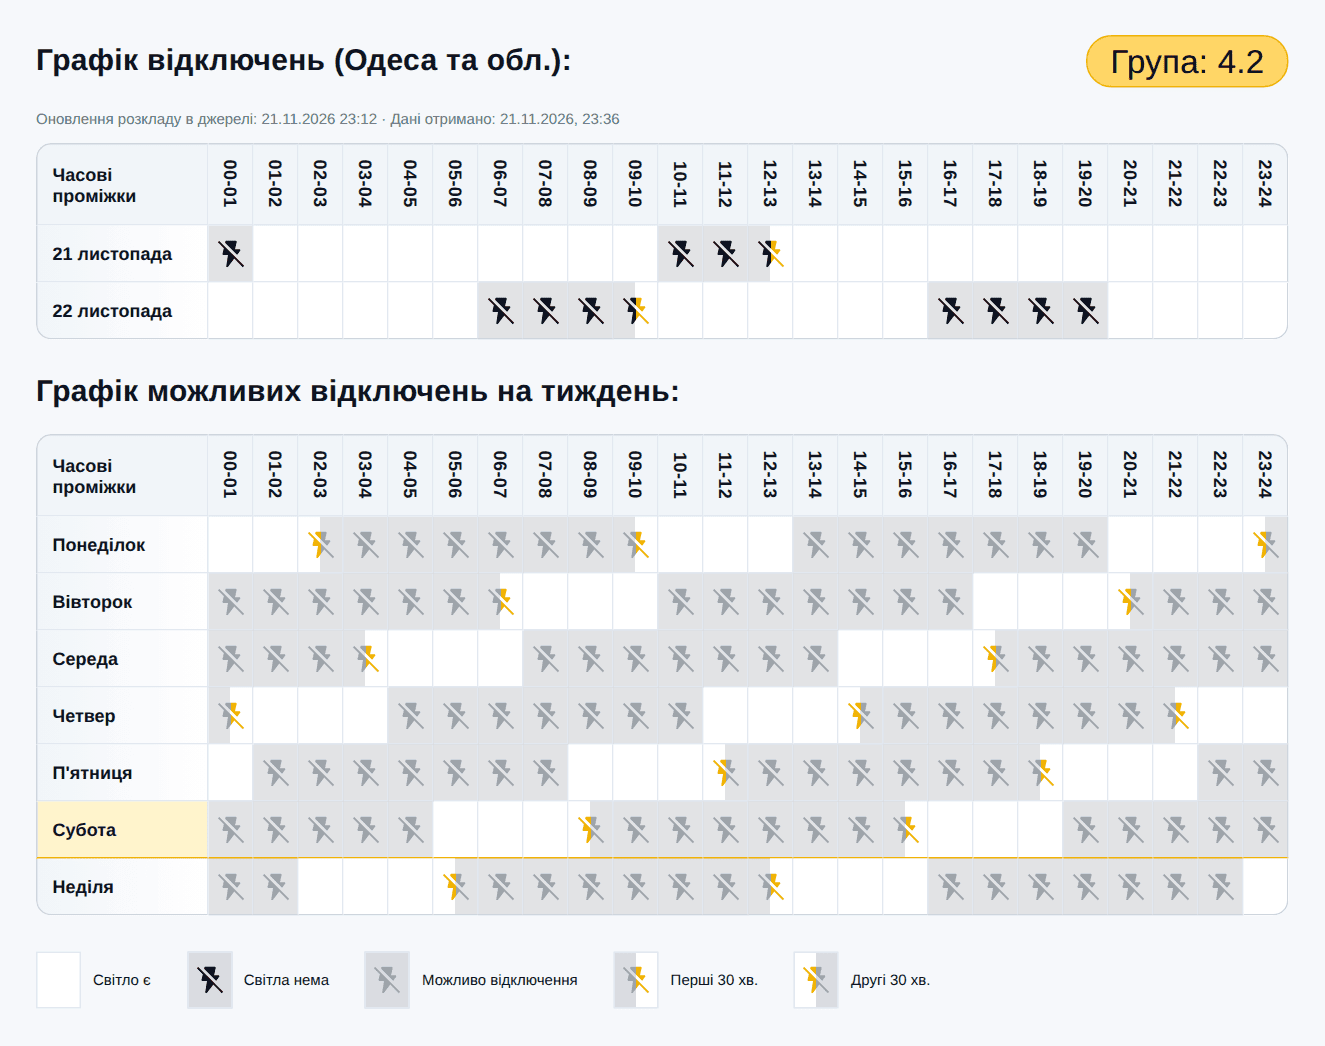 Графік відключень (Одеса та обл.):
Група: 4.2
Оновлення розкладу в джерелі: 21.11.2026 23:12 · Дані отримано: 21.11.2026, 23:36
Часові проміжки 00-01 01-02 02-03 03-04 04-05 05-06 06-07 07-08 08-09 09-10 10-11 11-12 12-13 13-14 14-15 15-16 16-17 17-18 18-19 19-20 20-21 21-22 22-23 23-24
21 листопада
22 листопада
Графік можливих відключень на тиждень:
Часові проміжки 00-01 01-02 02-03 03-04 04-05 05-06 06-07 07-08 08-09 09-10 10-11 11-12 12-13 13-14 14-15 15-16 16-17 17-18 18-19 19-20 20-21 21-22 22-23 23-24
Понеділок
Вівторок
Середа
Четвер
П'ятниця
Субота
Неділя
Світло є
Світла нема
Можливо відключення
Перші 30 хв.
Другі 30 хв.